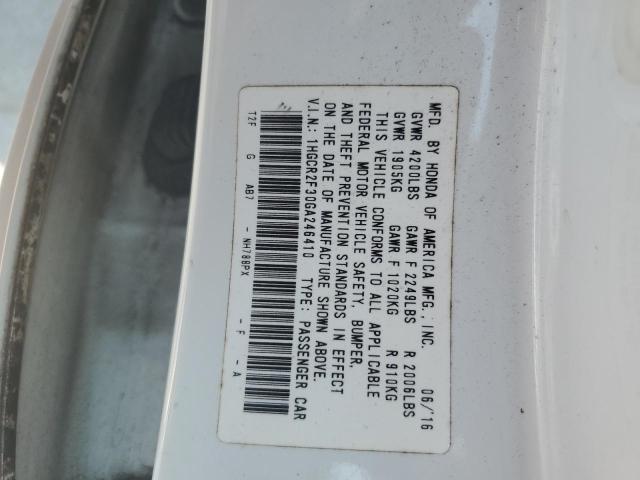 MFD. BY HONDA OF AMERICA MFG., INC. 06/'16
GVWR 4200LBS GAWR F 2249LBS R 2006LBS
GVWR 1905KG GAWR F 1020KG R 910KG
THIS VEHICLE CONFORMS TO ALL APPLICABLE
FEDERAL MOTOR VEHICLE SAFETY, BUMPER,
AND THEFT PREVENTION STANDARDS IN EFFECT
ON THE DATE OF MANUFACTURE SHOWN ABOVE.
V.I.N.: 1HGCR2F30GA246410 TYPE: PASSENGER CAR
T2F G AB7 - NH788PX - F - A